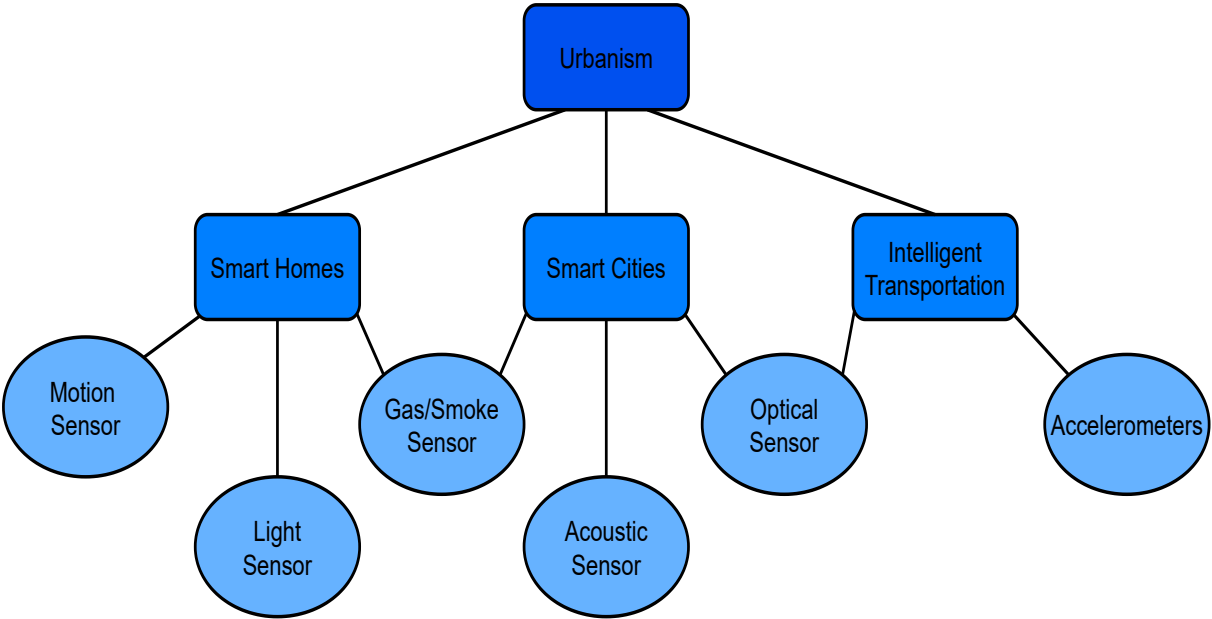 Urbanism
Smart Homes
Smart Cities
Intelligent
Transportation
Motion
Sensor
Gas/Smoke
Sensor
Optical
Sensor
Accelerometers
Light
Sensor
Acoustic
Sensor